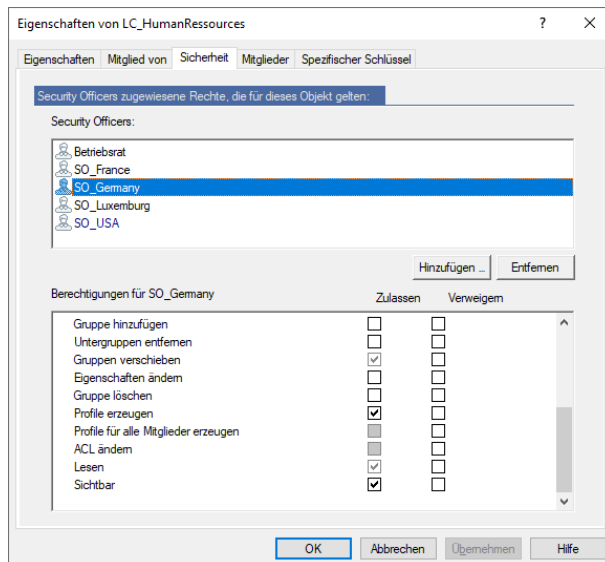 Eigenschaften von LC_HumanRessources ? ×
Eigenschaften Mitglied von Sicherheit Mitglieder Spezifischer Schlüssel
Security Officers zugewiesene Rechte, die für dieses Objekt gelten:
Security Officers:
Betriebsrat
SO_France
SO_Germany
SO_Luxemburg
SO_USA
Hinzufügen ... Entfernen
Berechtigungen für SO_Germany Zulassen Verweigern
Gruppe hinzufügen
Untergruppen entfernen
Gruppen verschieben
Eigenschaften ändern
Gruppe löschen
Profile erzeugen
Profile für alle Mitglieder erzeugen
ACL ändern
Lesen
Sichtbar
OK Abbrechen Übernehmen Hilfe